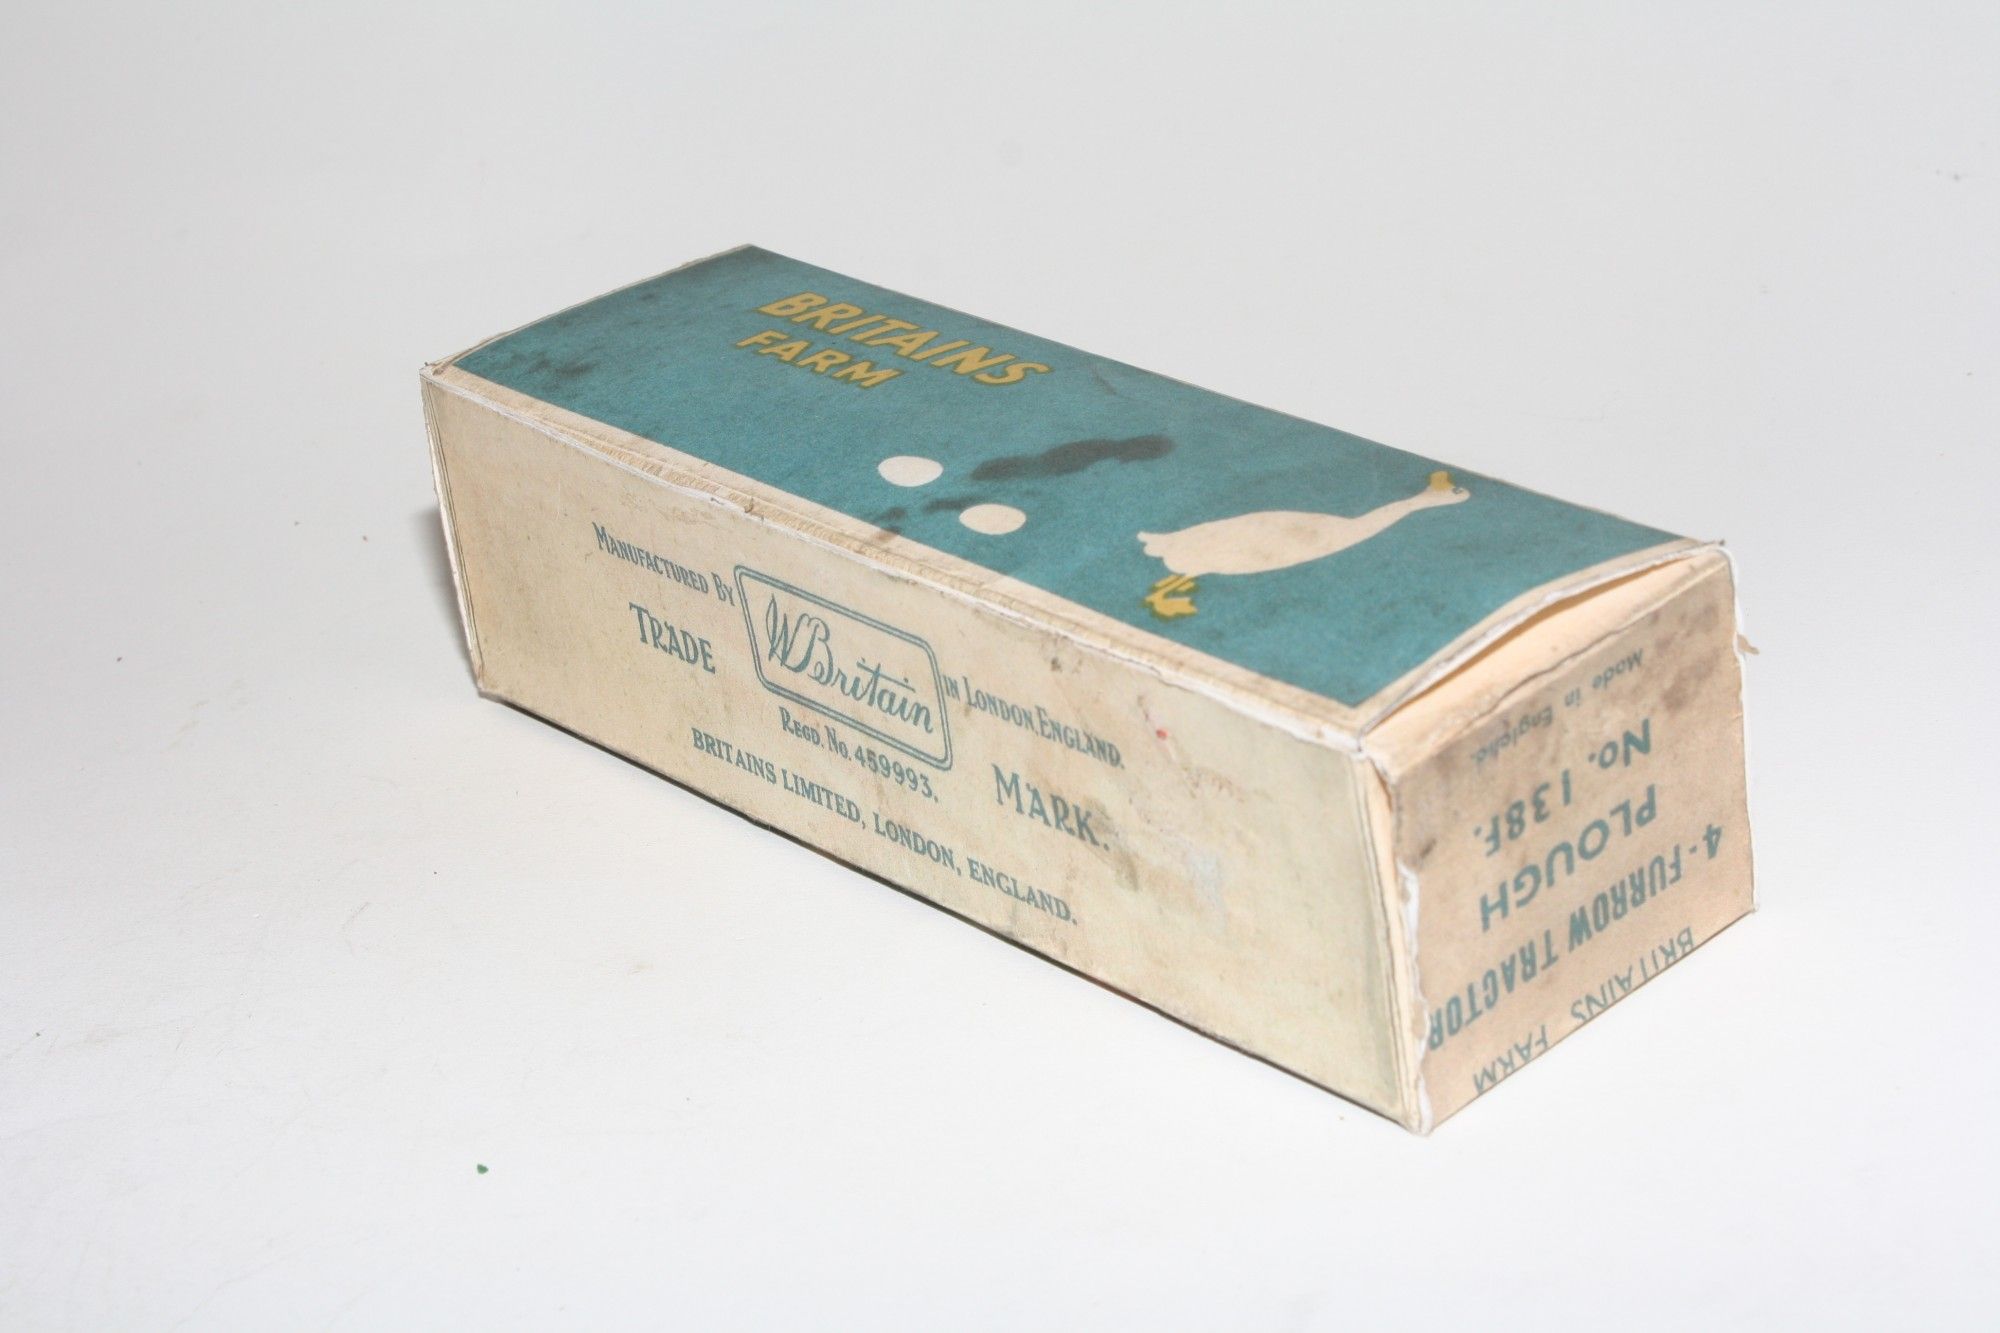 BRITAINS
FARM
MANUFACTURED BY W Britain IN LONDON, ENGLAND.
TRADE MARK.
REGD. No. 459993.
BRITAINS LIMITED, LONDON, ENGLAND.
BRITAINS FARM
4-FURROW TRACTOR
PLOUGH
No. 138F.
Made in England.